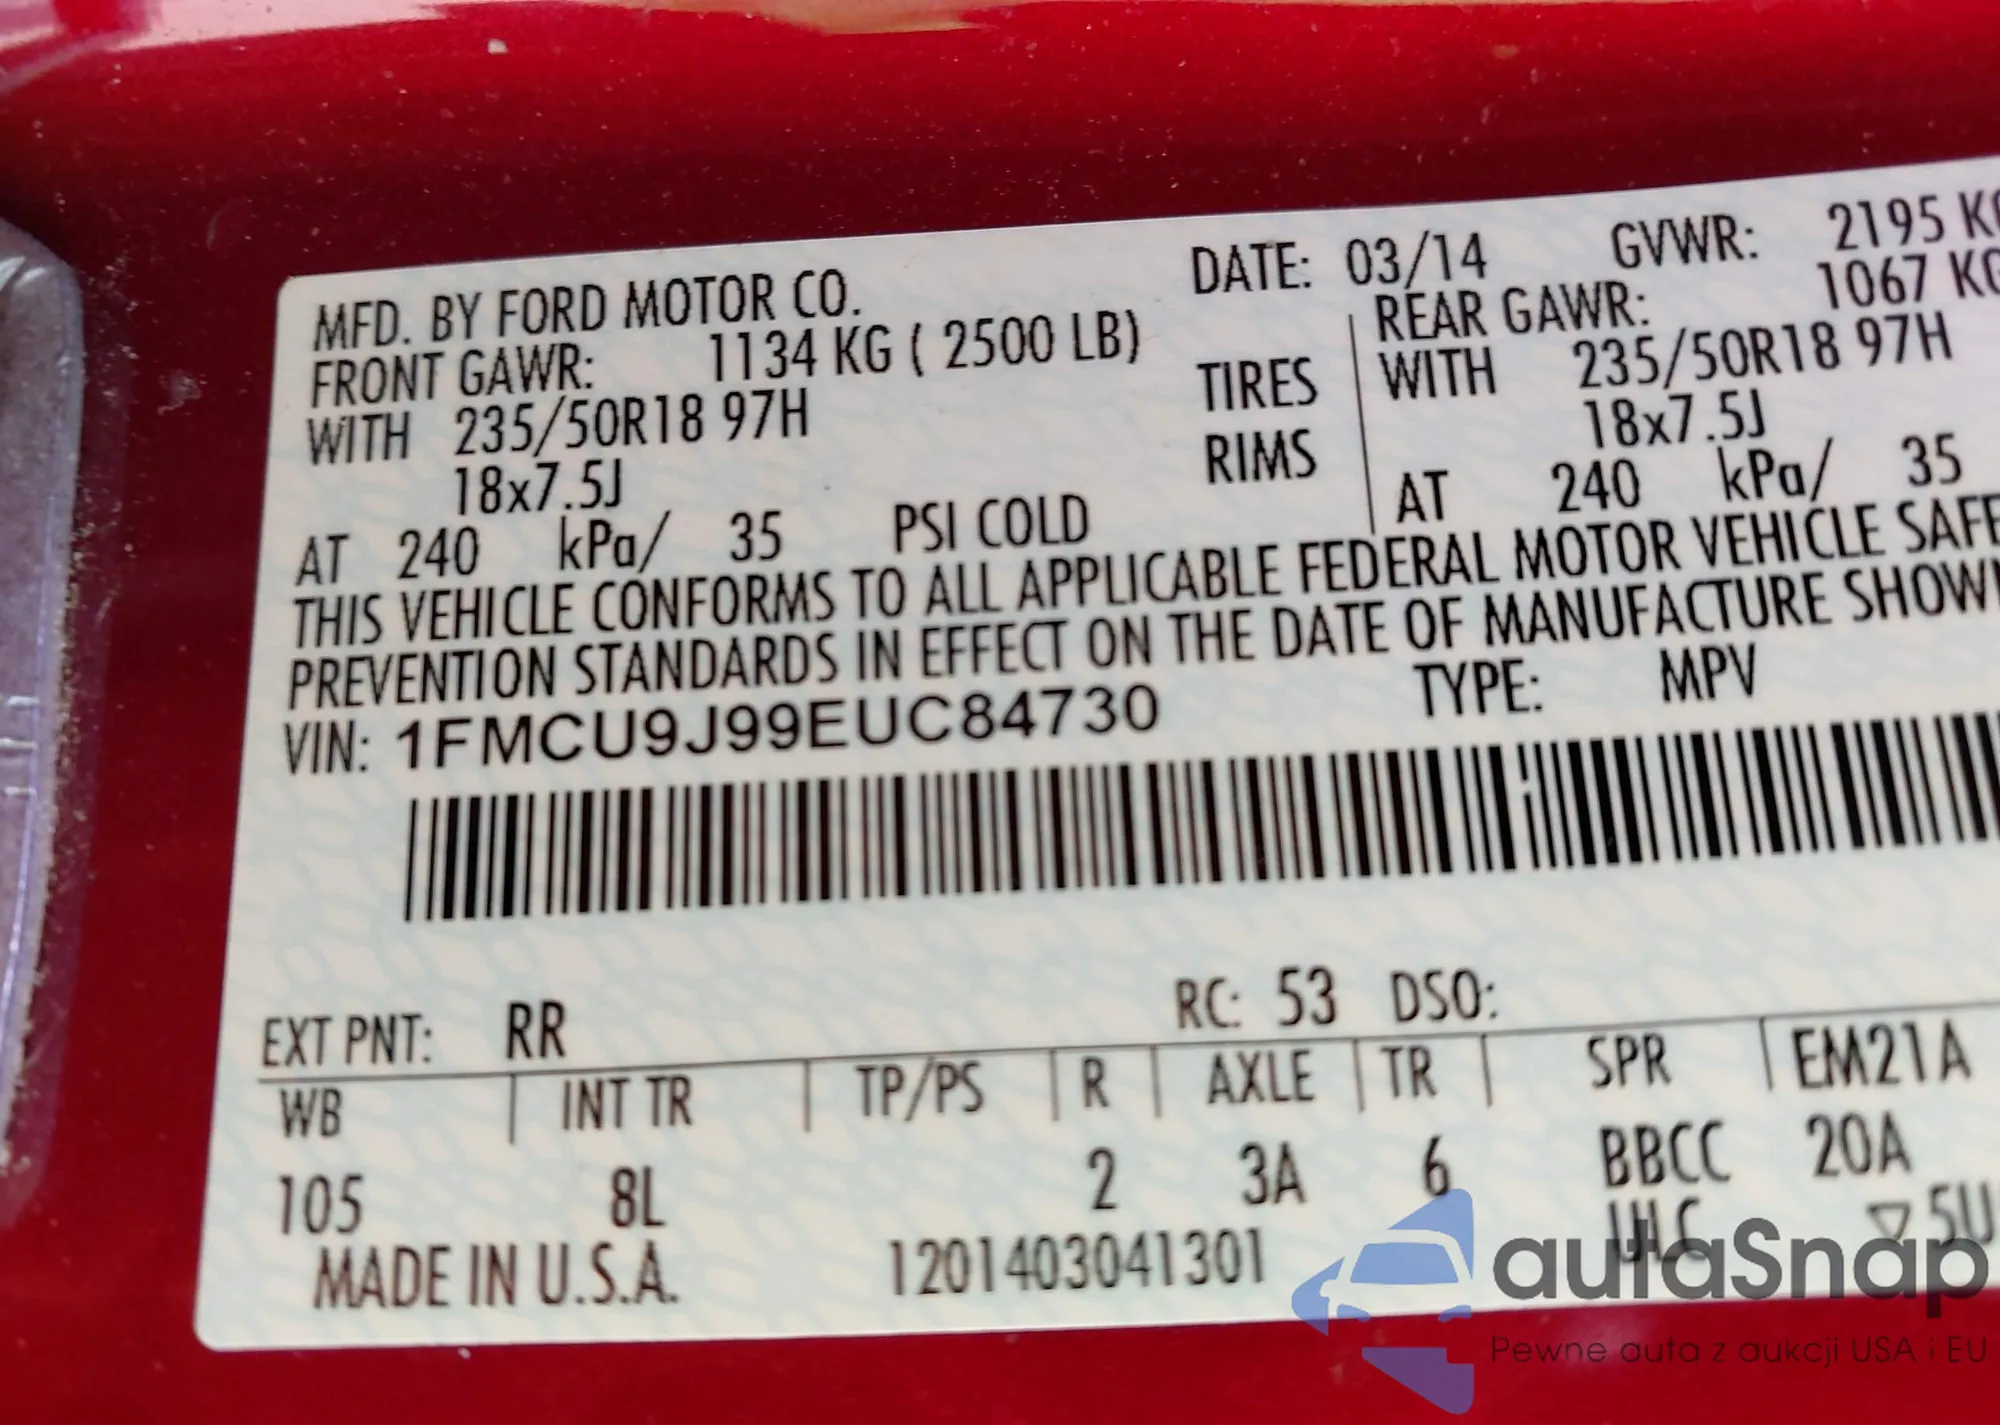 MFD. BY FORD MOTOR CO. DATE: 03/14 GVWR: 2195 KG
FRONT GAWR: 1134 KG ( 2500 LB) REAR GAWR: 1067 KG
WITH 235/50R18 97H TIRES WITH 235/50R18 97H
18x7.5J RIMS 18x7.5J
AT 240 kPa/ 35 PSI COLD AT 240 kPa/ 35
THIS VEHICLE CONFORMS TO ALL APPLICABLE FEDERAL MOTOR VEHICLE SAFE
PREVENTION STANDARDS IN EFFECT ON THE DATE OF MANUFACTURE SHOWN
VIN: 1FMCU9J99EUC84730 TYPE: MPV
EXT PNT: RR RC: 53 DSO:
WB INT TR TP/PS R AXLE TR SPR EM21A
105 8L 2 3A 6 BBCC 20A
MADE IN U.S.A. 1201403041301 ▽5U
autaSnap
Pewne auta z aukcji USA i EU